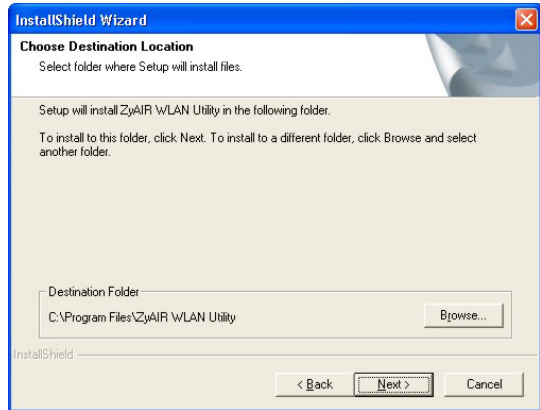 InstallShield Wizard
Choose Destination Location
Select folder where Setup will install files.
Setup will install ZyAIR WLAN Utility in the following folder.
To install to this folder, click Next. To install to a different folder, click Browse and select
another folder.
Destination Folder
C:\Program Files\ZyAIR WLAN Utility
Browse...
InstallShield
< Back
Next >
Cancel